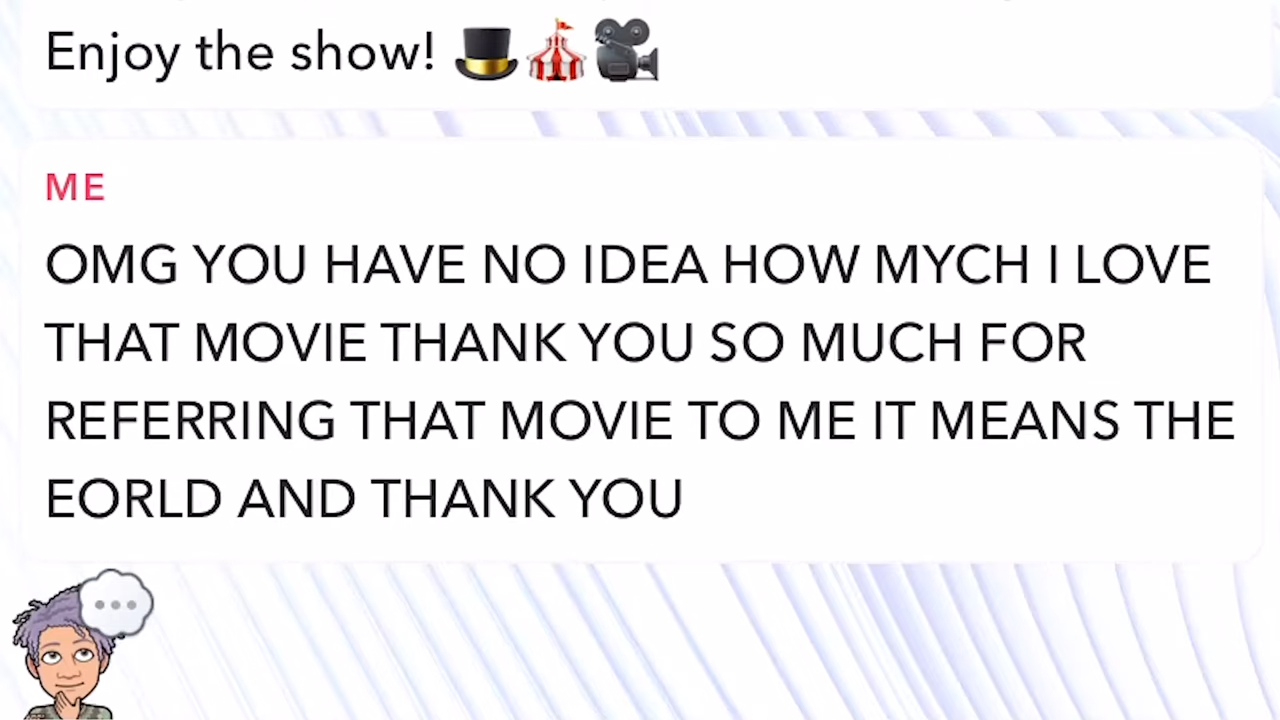 Enjoy the show! 🎩🎪🎥
ME
OMG YOU HAVE NO IDEA HOW MYCH I LOVE
THAT MOVIE THANK YOU SO MUCH FOR
REFERRING THAT MOVIE TO ME IT MEANS THE
EORLD AND THANK YOU